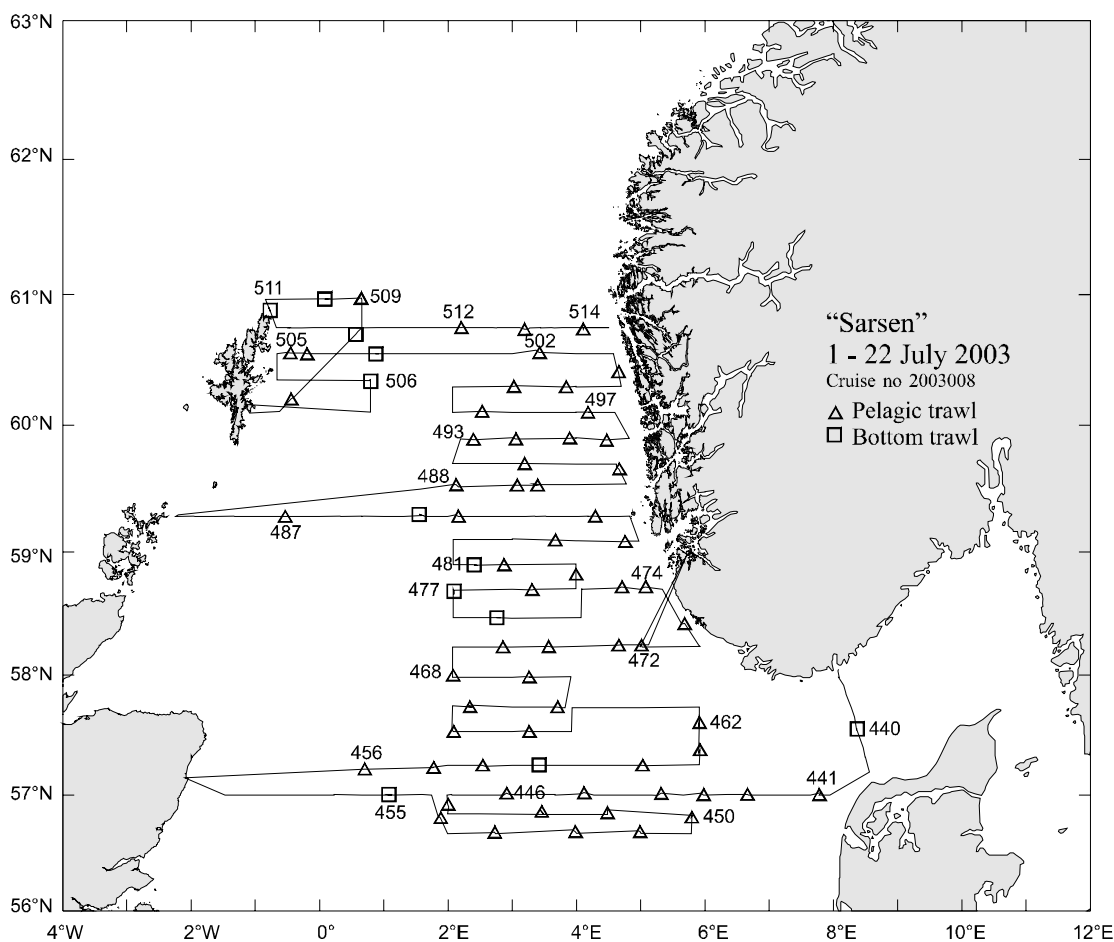 63°N
62°N
61°N
60°N
59°N
58°N
57°N
56°N
4°W
2°W
0°
2°E
4°E
6°E
8°E
10°E
12°E
"Sarsen"
1 - 22 July 2003
Cruise no 2003008
Pelagic trawl
Bottom trawl
511
509
512
514
505
502
506
497
493
488
487
481
477
474
472
468
462
440
456
446
441
455
450